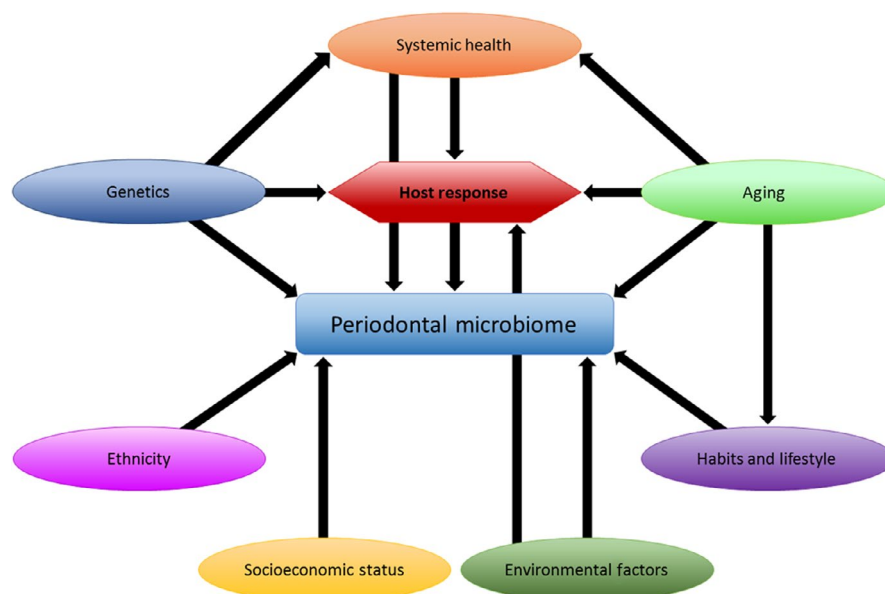 Systemic health
Genetics
Host response
Aging
Periodontal microbiome
Ethnicity
Habits and lifestyle
Socioeconomic status
Environmental factors